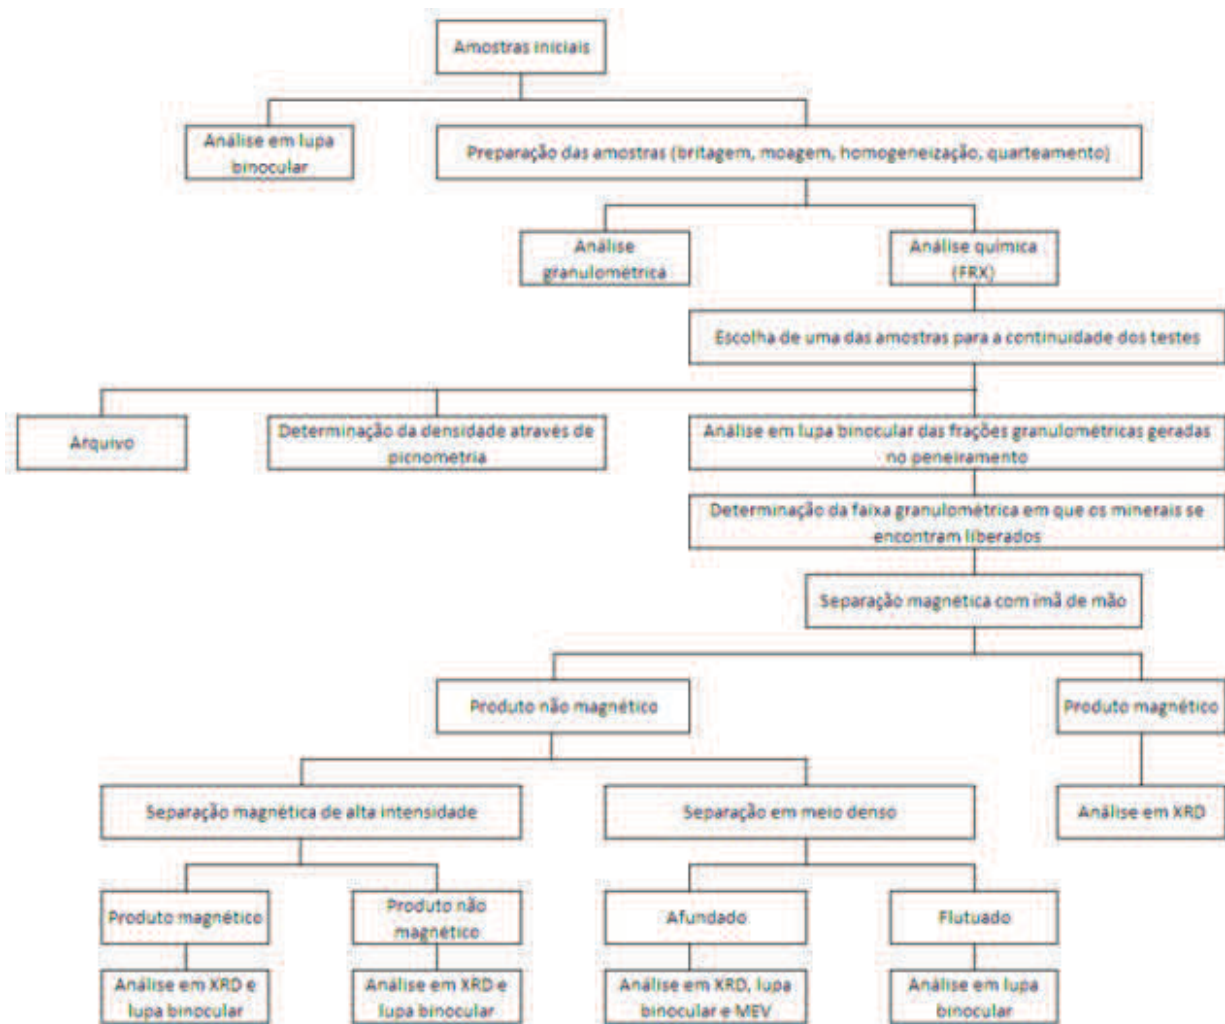 Amostras iniciais
Análise em lupa
binocular
Preparação das amostras (britagem, moagem, homogeneização, quarteamento)
Análise
granulométrica
Análise química
(FRX)
Escolha de uma das amostras para a continuidade dos testes
Arquivo
Determinação da densidade através de
picnometria
Análise em lupa binocular das frações granulométricas geradas
no peneiramento
Determinação da faixa granulométrica em que os minerais se
encontram liberados
Separação magnética com imã de mão
Produto não magnético
Produto magnético
Separação magnética de alta intensidade
Separação em meio denso
Análise em XRD
Produto magnético
Produto não
magnético
Afundado
Flutuado
Análise em XRD e
lupa binocular
Análise em XRD e
lupa binocular
Análise em XRD, lupa
binocular e MEV
Análise em lupa
binocular